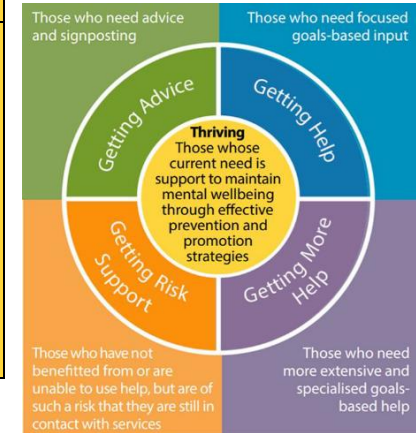 Those who need advice
and signposting
Those who need focused
goals-based input
Getting Advice
Getting Help
Thriving
Those whose
current need is
support to maintain
mental wellbeing
through effective
prevention and
promotion
strategies
Getting Risk
Support
Getting More
Help
Those who have not
benefitted from or are
unable to use help, but are of
such a risk that they are still in
contact with services
Those who need
more extensive and
specialised goals-
based help